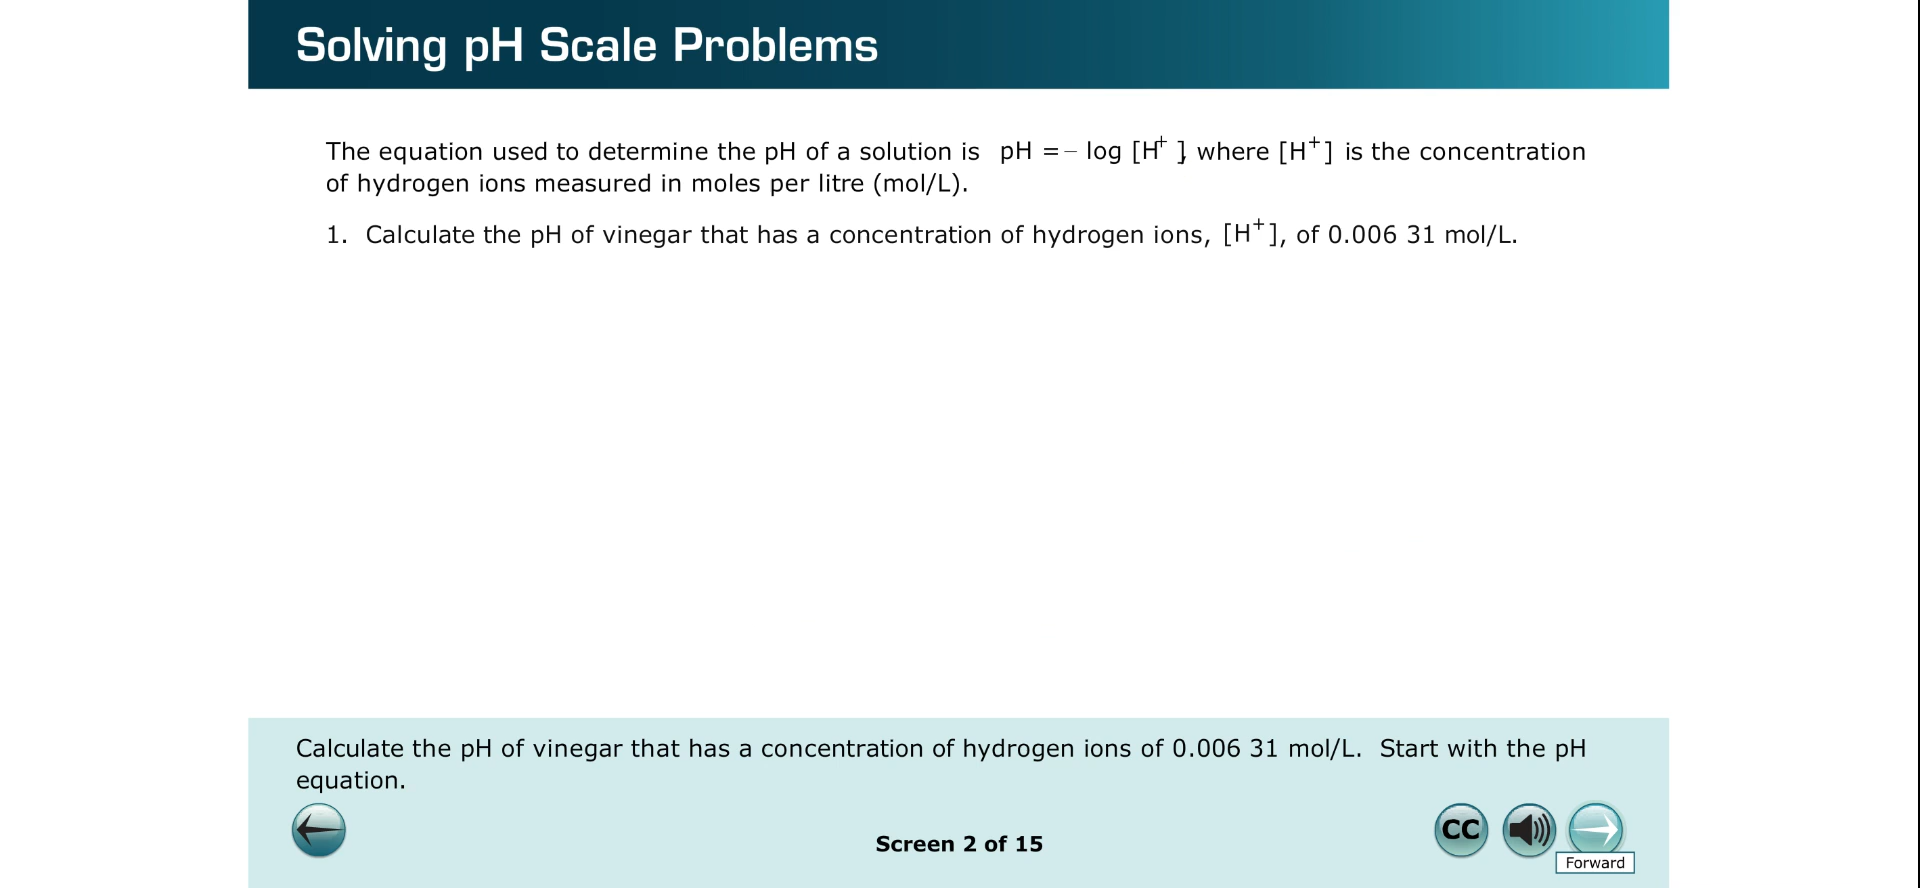 Solving pH Scale Problems
The equation used to determine the pH of a solution is pH = – log [H⁺], where [H⁺] is the concentration
of hydrogen ions measured in moles per litre (mol/L).
1. Calculate the pH of vinegar that has a concentration of hydrogen ions, [H⁺], of 0.006 31 mol/L.
Calculate the pH of vinegar that has a concentration of hydrogen ions of 0.006 31 mol/L. Start with the pH
equation.
CC
Screen 2 of 15
Forward